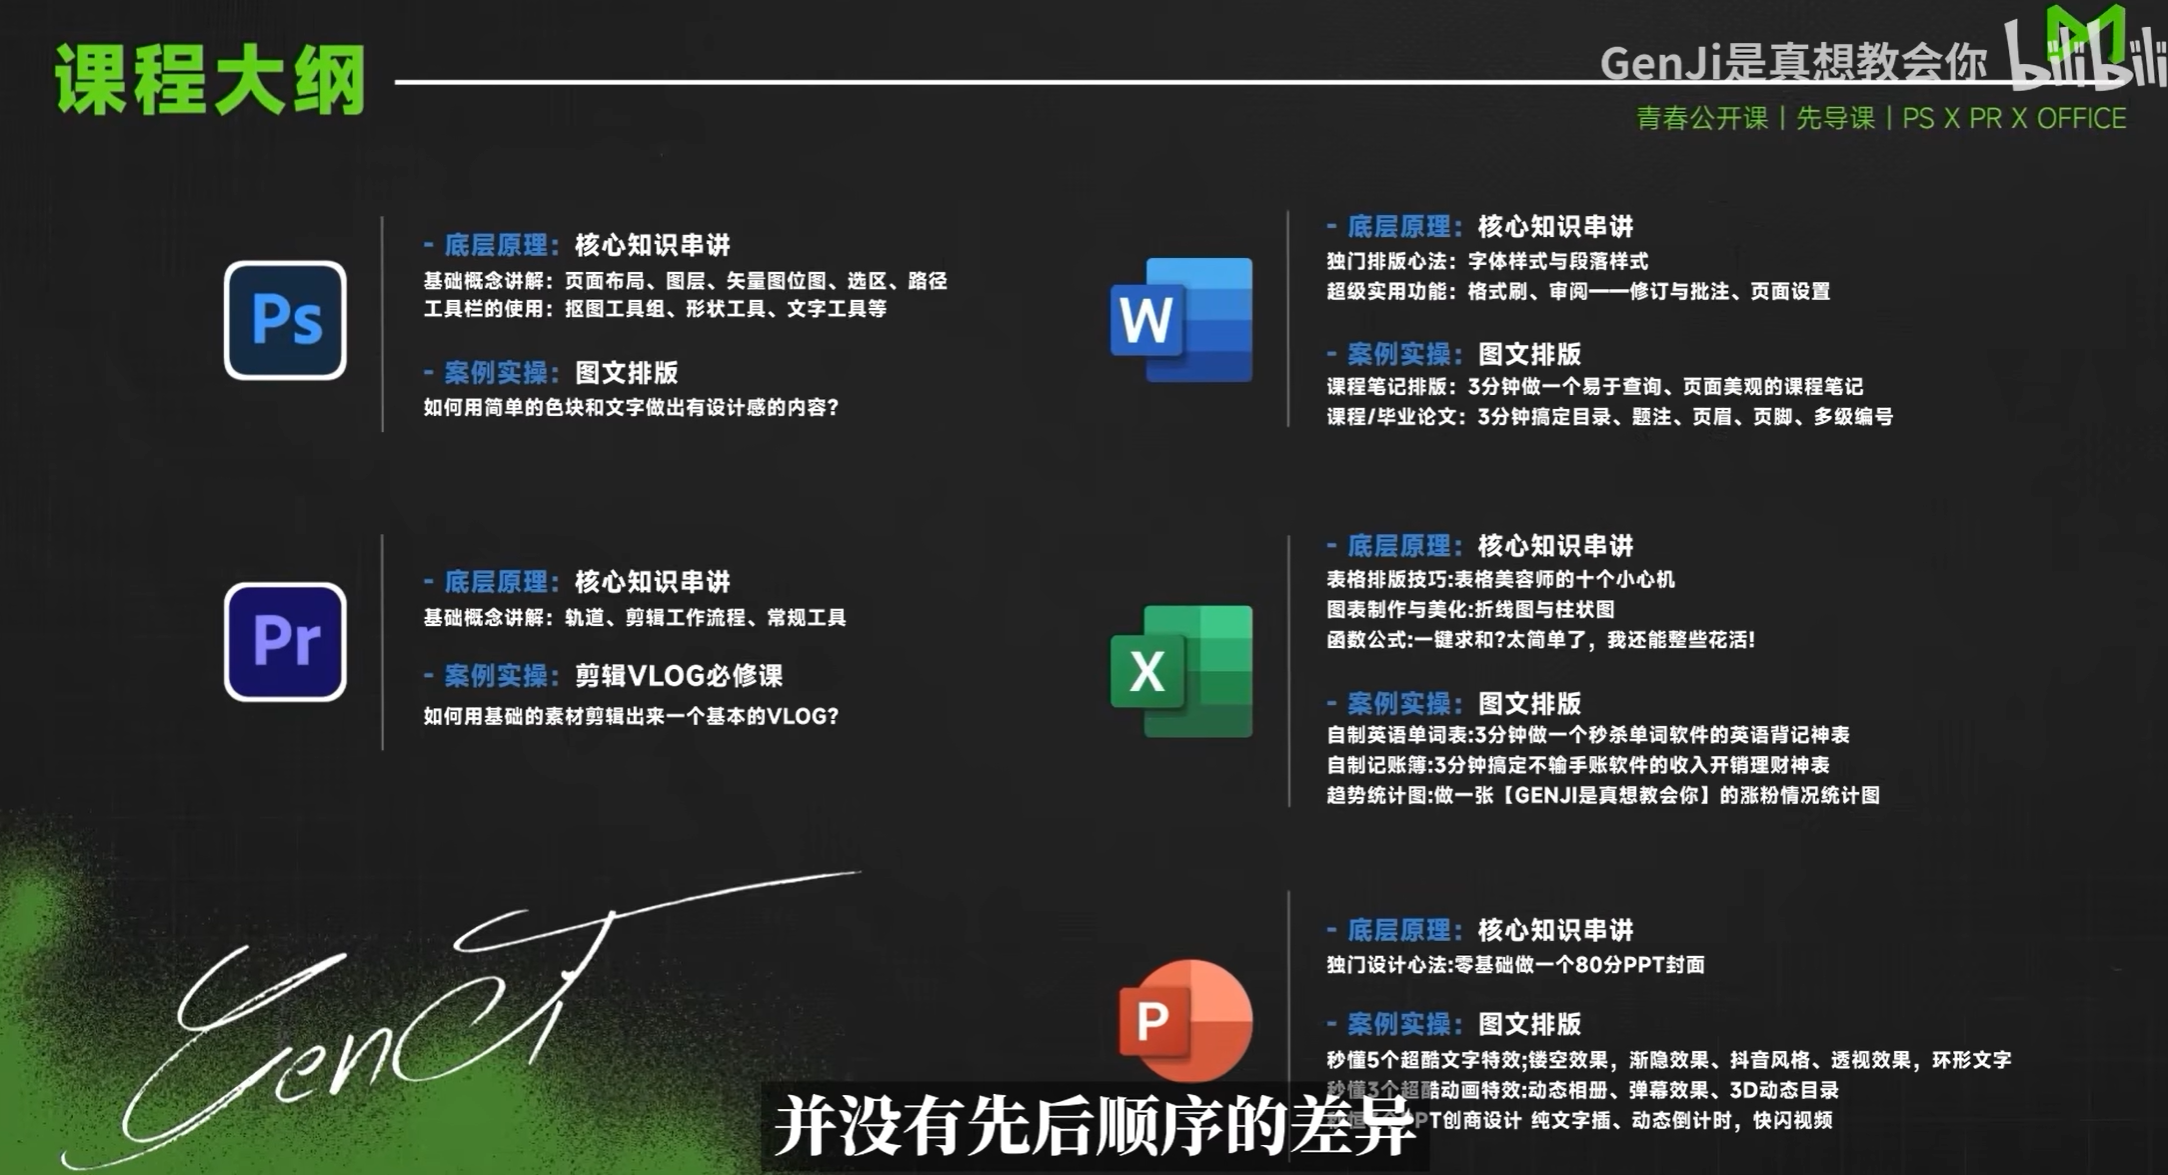 课程大纲
GenJi是真想教会你 bilibili
青春公开课 | 先导课 | PS X PR X OFFICE
Ps
- 底层原理：核心知识串讲
基础概念讲解：页面布局、图层、矢量图位图、选区、路径
工具栏的使用：抠图工具组、形状工具、文字工具等
- 案例实操：图文排版
如何用简单的色块和文字做出有设计感的内容?
Pr
- 底层原理：核心知识串讲
基础概念讲解：轨道、剪辑工作流程、常规工具
- 案例实操：剪辑VLOG必修课
如何用基础的素材剪辑出来一个基本的VLOG?
W
- 底层原理：核心知识串讲
独门排版心法：字体样式与段落样式
超级实用功能：格式刷、审阅——修订与批注、页面设置
- 案例实操：图文排版
课程笔记排版：3分钟做一个易于查询、页面美观的课程笔记
课程/毕业论文：3分钟搞定目录、题注、页眉、页脚、多级编号
X
- 底层原理：核心知识串讲
表格排版技巧:表格美容师的十个小心机
图表制作与美化:折线图与柱状图
函数公式:一键求和?太简单了，我还能整些花活!
- 案例实操：图文排版
自制英语单词表:3分钟做一个秒杀单词软件的英语背记神表
自制记账簿:3分钟搞定不输手账软件的收入开销理财神表
趋势统计图:做一张【GENJI是真想教会你】的涨粉情况统计图
P
- 底层原理：核心知识串讲
独门设计心法:零基础做一个80分PPT封面
- 案例实操：图文排版
秒懂5个超酷文字特效;镂空效果，渐隐效果、抖音风格、透视效果，环形文字
秒懂3个超酷动画特效:动态相册、弹幕效果、3D动态目录
PT创商设计 纯文字插、动态倒计时，快闪视频
GenJi
并没有先后顺序的差异